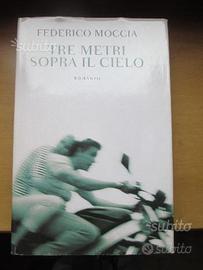 FEDERICO MOCCIA
TRE METRI
SOPRA IL CIELO
ROMANZO
subito
subito
subito